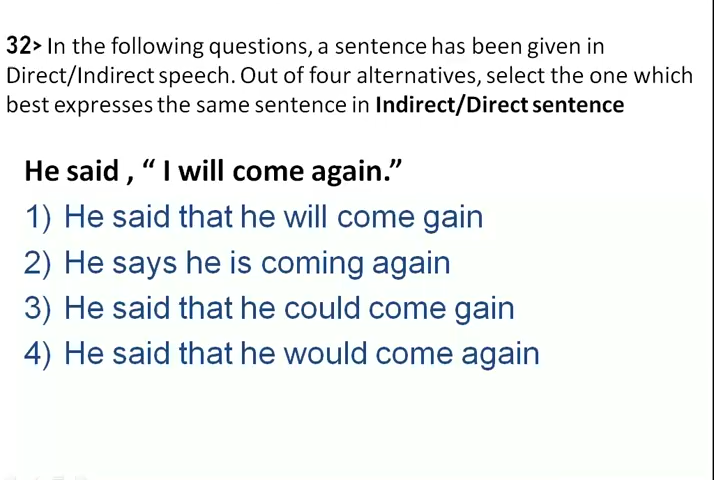 32> In the following questions, a sentence has been given in
Direct/Indirect speech. Out of four alternatives, select the one which
best expresses the same sentence in Indirect/Direct sentence
He said , “ I will come again.”
1) He said that he will come gain
2) He says he is coming again
3) He said that he could come gain
4) He said that he would come again